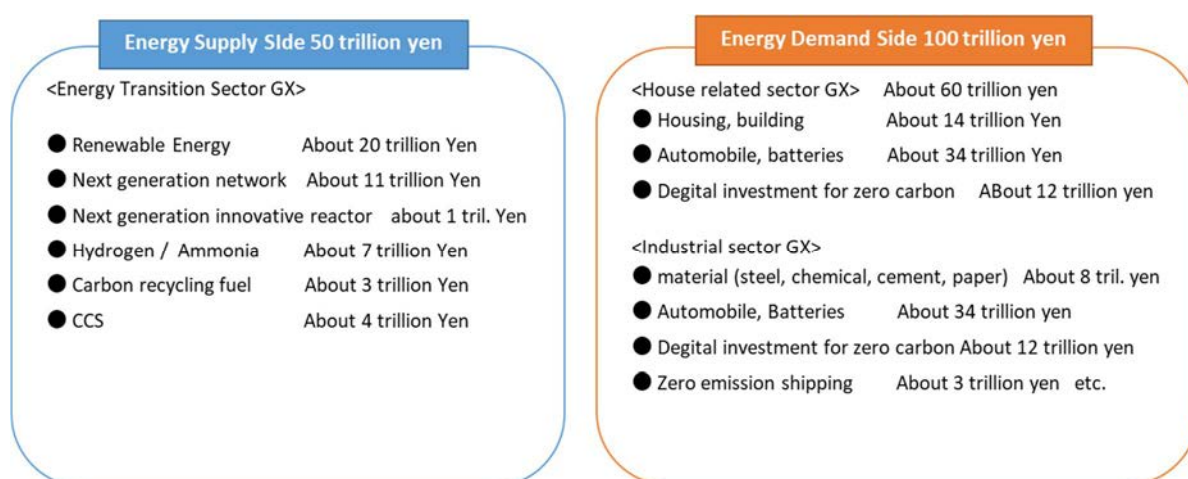 Energy Supply SIde 50 trillion yen
<Energy Transition Sector GX>
● Renewable Energy About 20 trillion Yen
● Next generation network About 11 trillion Yen
● Next generation innovative reactor about 1 tril. Yen
● Hydrogen / Ammonia About 7 trillion Yen
● Carbon recycling fuel About 3 trillion Yen
● CCS About 4 trillion Yen
Energy Demand Side 100 trillion yen
<House related sector GX> About 60 trillion yen
● Housing, building About 14 trillion Yen
● Automobile, batteries About 34 trillion Yen
● Degital investment for zero carbon ABout 12 trillion yen
<Industrial sector GX>
● material (steel, chemical, cement, paper) About 8 tril. yen
● Automobile, Batteries About 34 trillion yen
● Degital investment for zero carbon About 12 trillion yen
● Zero emission shipping About 3 trillion yen etc.